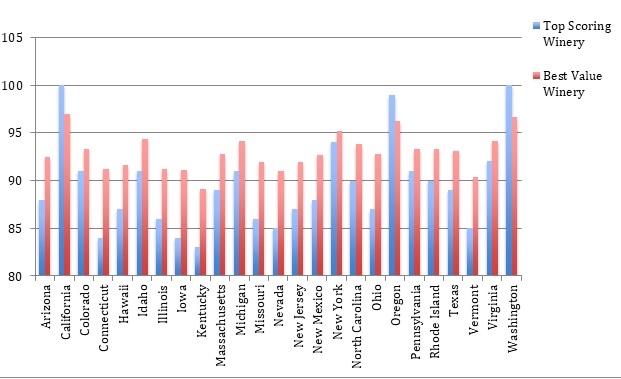 Top Scoring
Winery
Best Value
Winery
105
100
95
90
85
80
Arizona
California
Colorado
Connecticut
Hawaii
Idaho
Illinois
Iowa
Kentucky
Massachusetts
Michigan
Missouri
Nevada
New Jersey
New Mexico
New York
North Carolina
Ohio
Oregon
Pennsylvania
Rhode Island
Texas
Vermont
Virginia
Washington